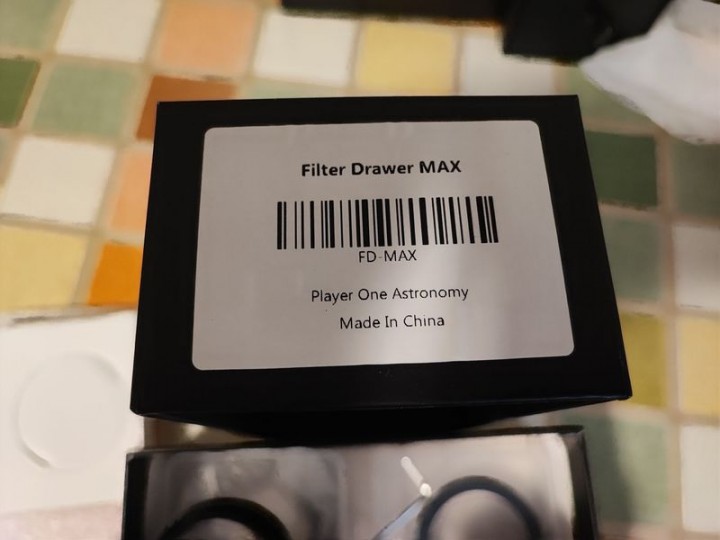 Filter Drawer MAX
FD-MAX
Player One Astronomy
Made In China